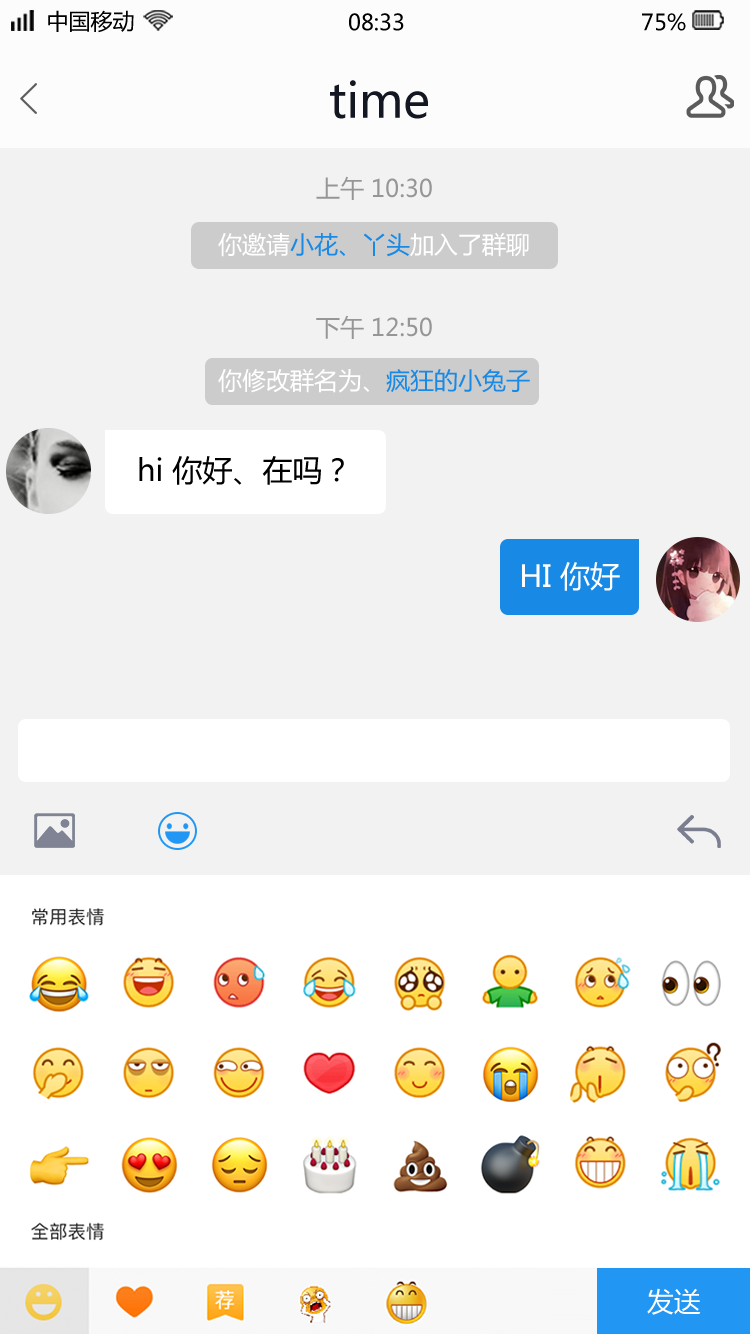 中国移动 08:33 75%
time
上午 10:30
你邀请小花、丫头加入了群聊
下午 12:50
你修改群名为、疯狂的小兔子
hi 你好、在吗？
HI 你好
常用表情
全部表情
荐 发送